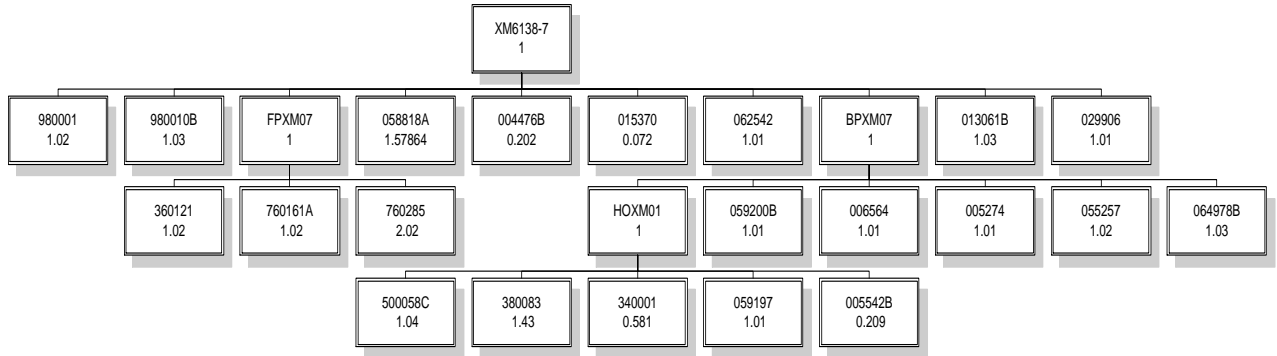 XM6138-7
1
980001
1.02
980010B
1.03
FPXM07
1
058818A
1.57864
004476B
0.202
015370
0.072
062542
1.01
BPXM07
1
013061B
1.03
029906
1.01
360121
1.02
760161A
1.02
760285
2.02
HOXM01
1
059200B
1.01
006564
1.01
005274
1.01
055257
1.02
064978B
1.03
500058C
1.04
380083
1.43
340001
0.581
059197
1.01
005542B
0.209